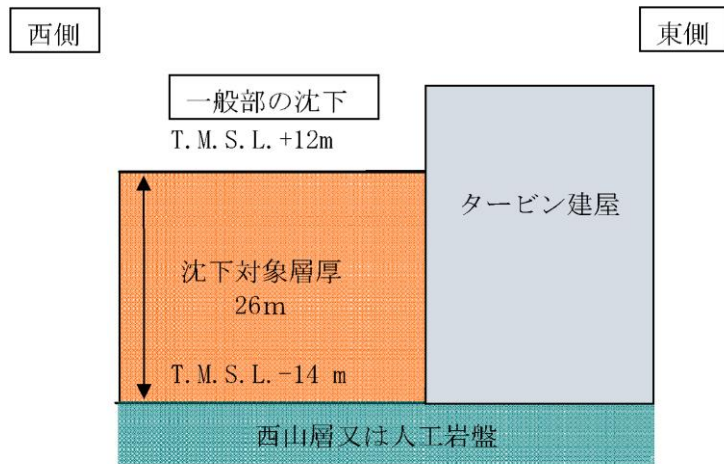 西側
東側
一般部の沈下
T.M.S.L.+12m
タービン建屋
沈下対象層厚
26m
T.M.S.L.-14 m
西山層又は人工岩盤